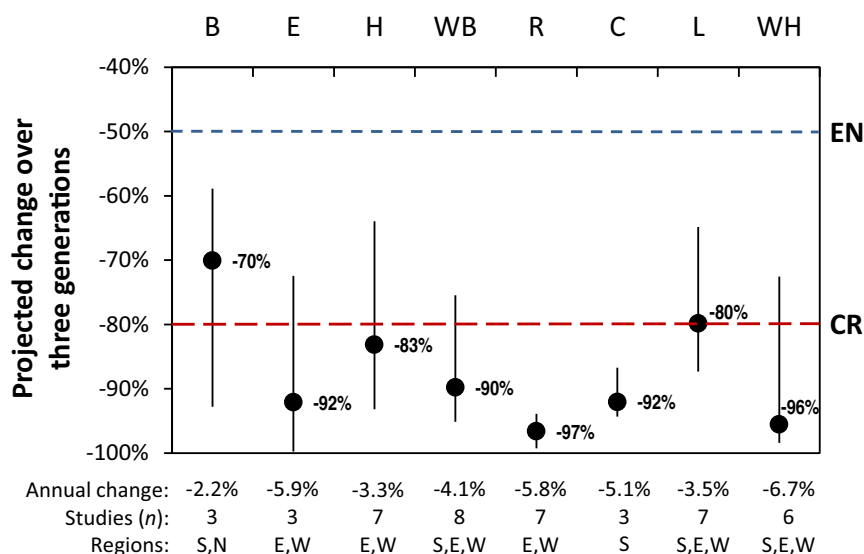 B E H WB R C L WH
Projected change over
three generations
-40%
-50%
-60%
-70%
-80%
-90%
-100%
EN
CR
-70%
-92%
-83%
-90%
-97%
-92%
-80%
-96%
Annual change: -2.2% -5.9% -3.3% -4.1% -5.8% -5.1% -3.5% -6.7%
Studies (n): 3 3 7 8 7 3 7 6
Regions: S,N E,W E,W S,E,W E,W S S,E,W S,E,W